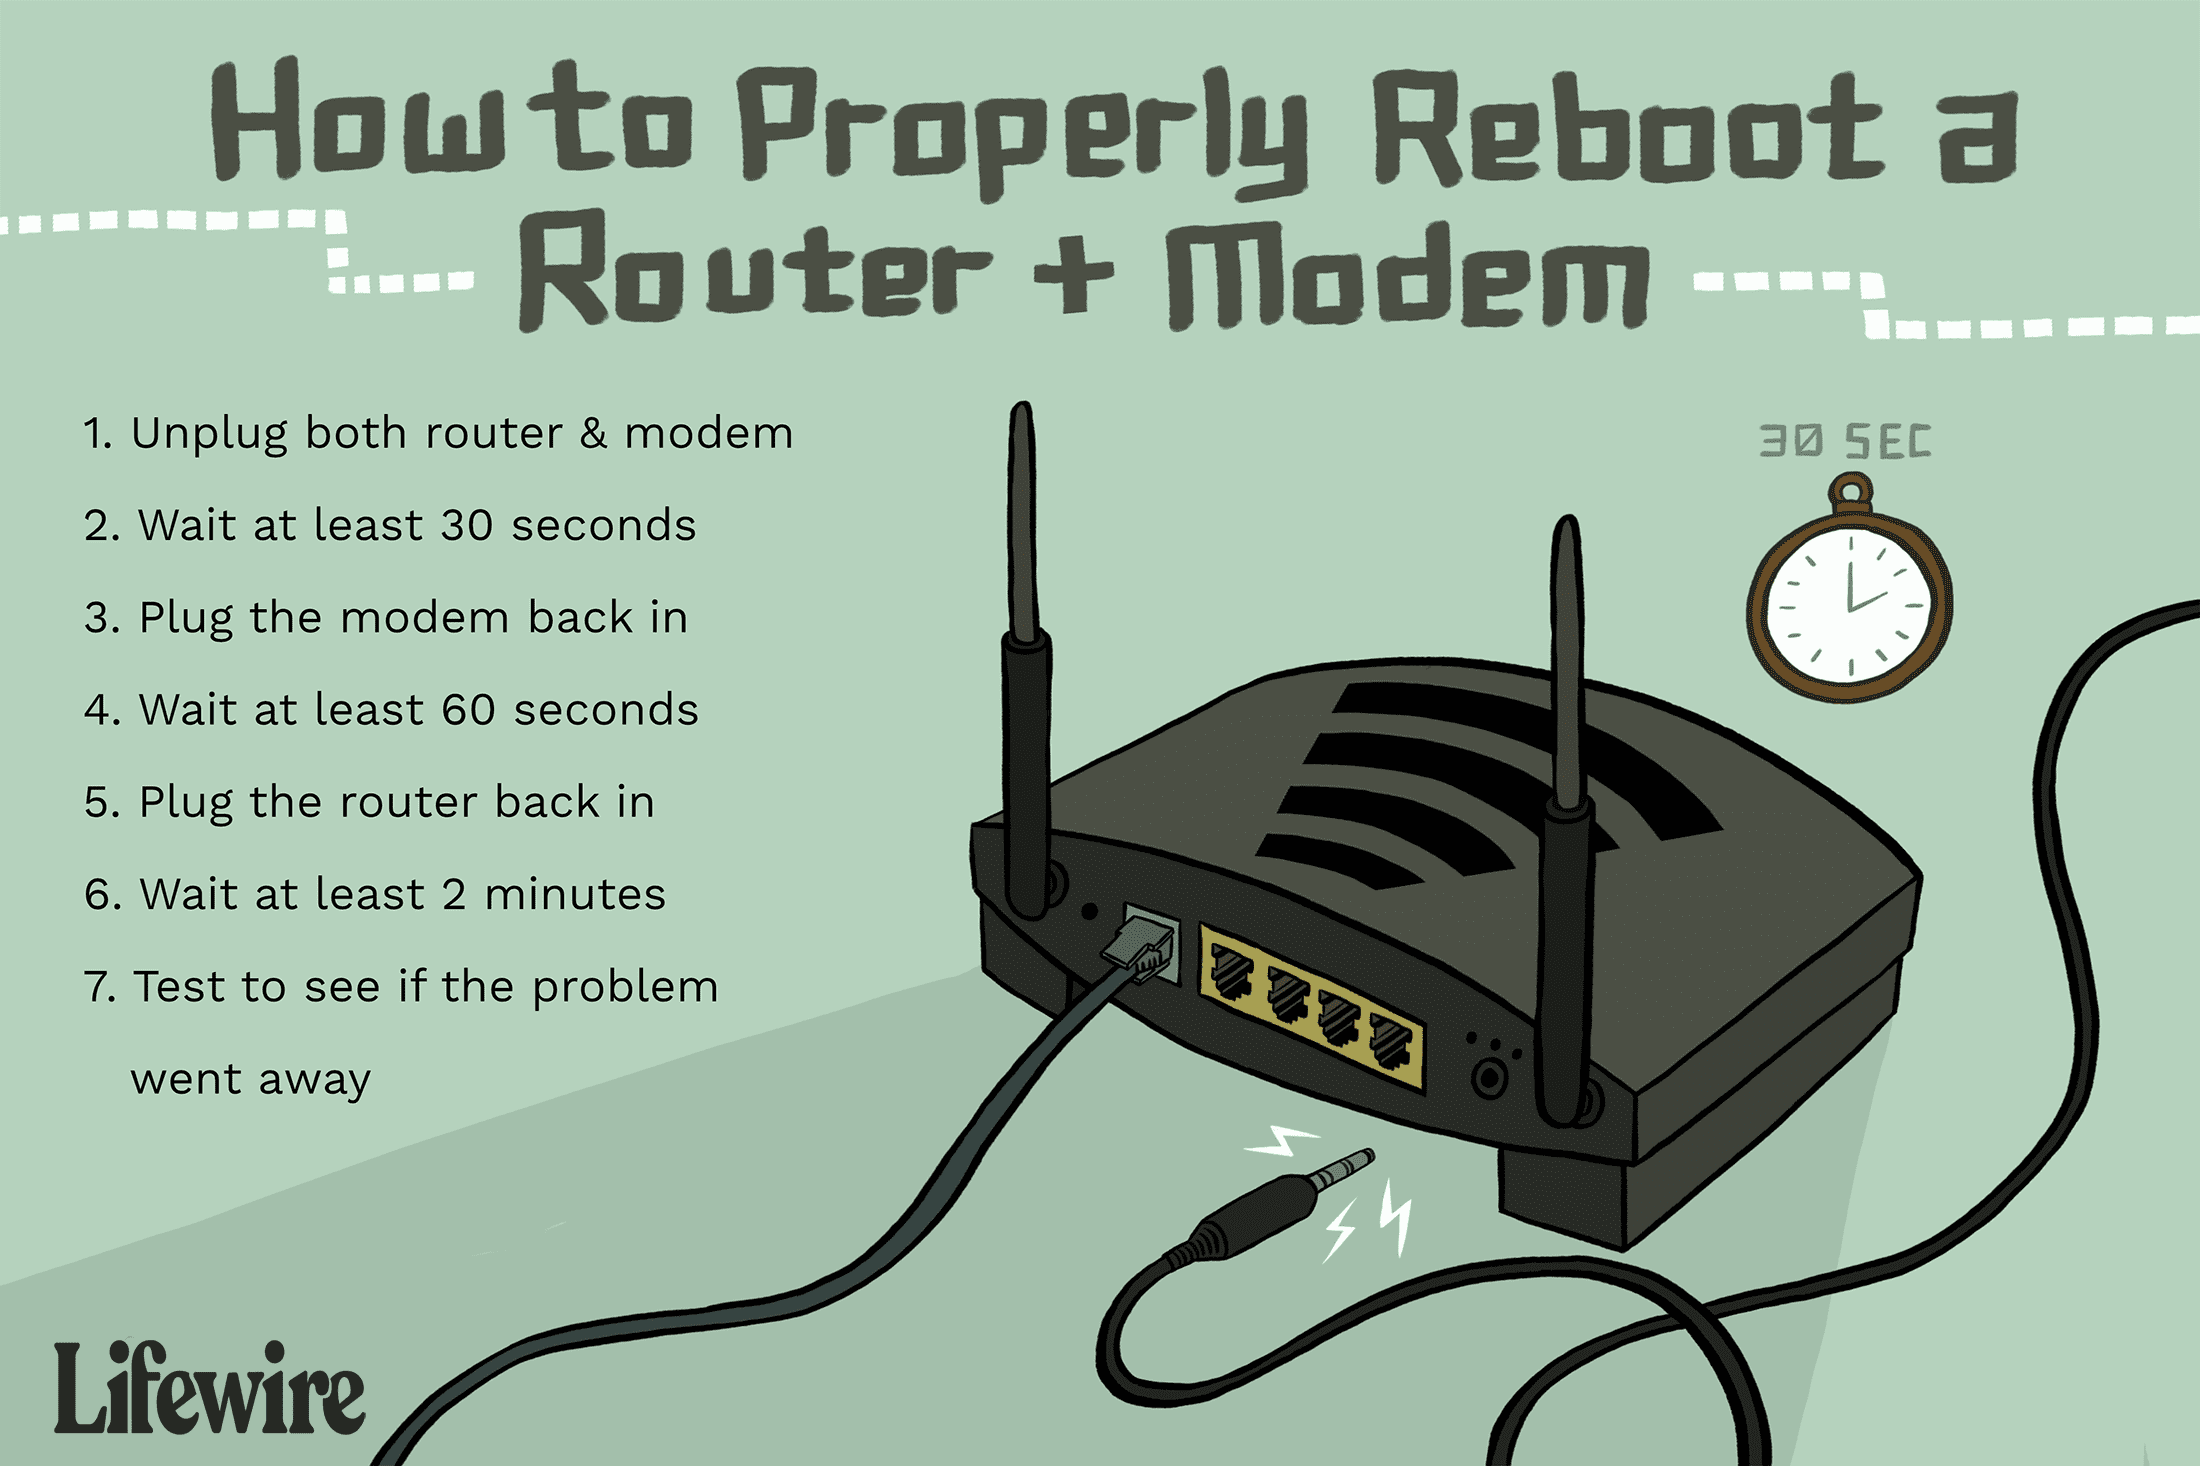 How to Properly Reboot a
Router + Modem
1. Unplug both router & modem
2. Wait at least 30 seconds
3. Plug the modem back in
4. Wait at least 60 seconds
5. Plug the router back in
6. Wait at least 2 minutes
7. Test to see if the problem
went away
30 SEC
Lifewire